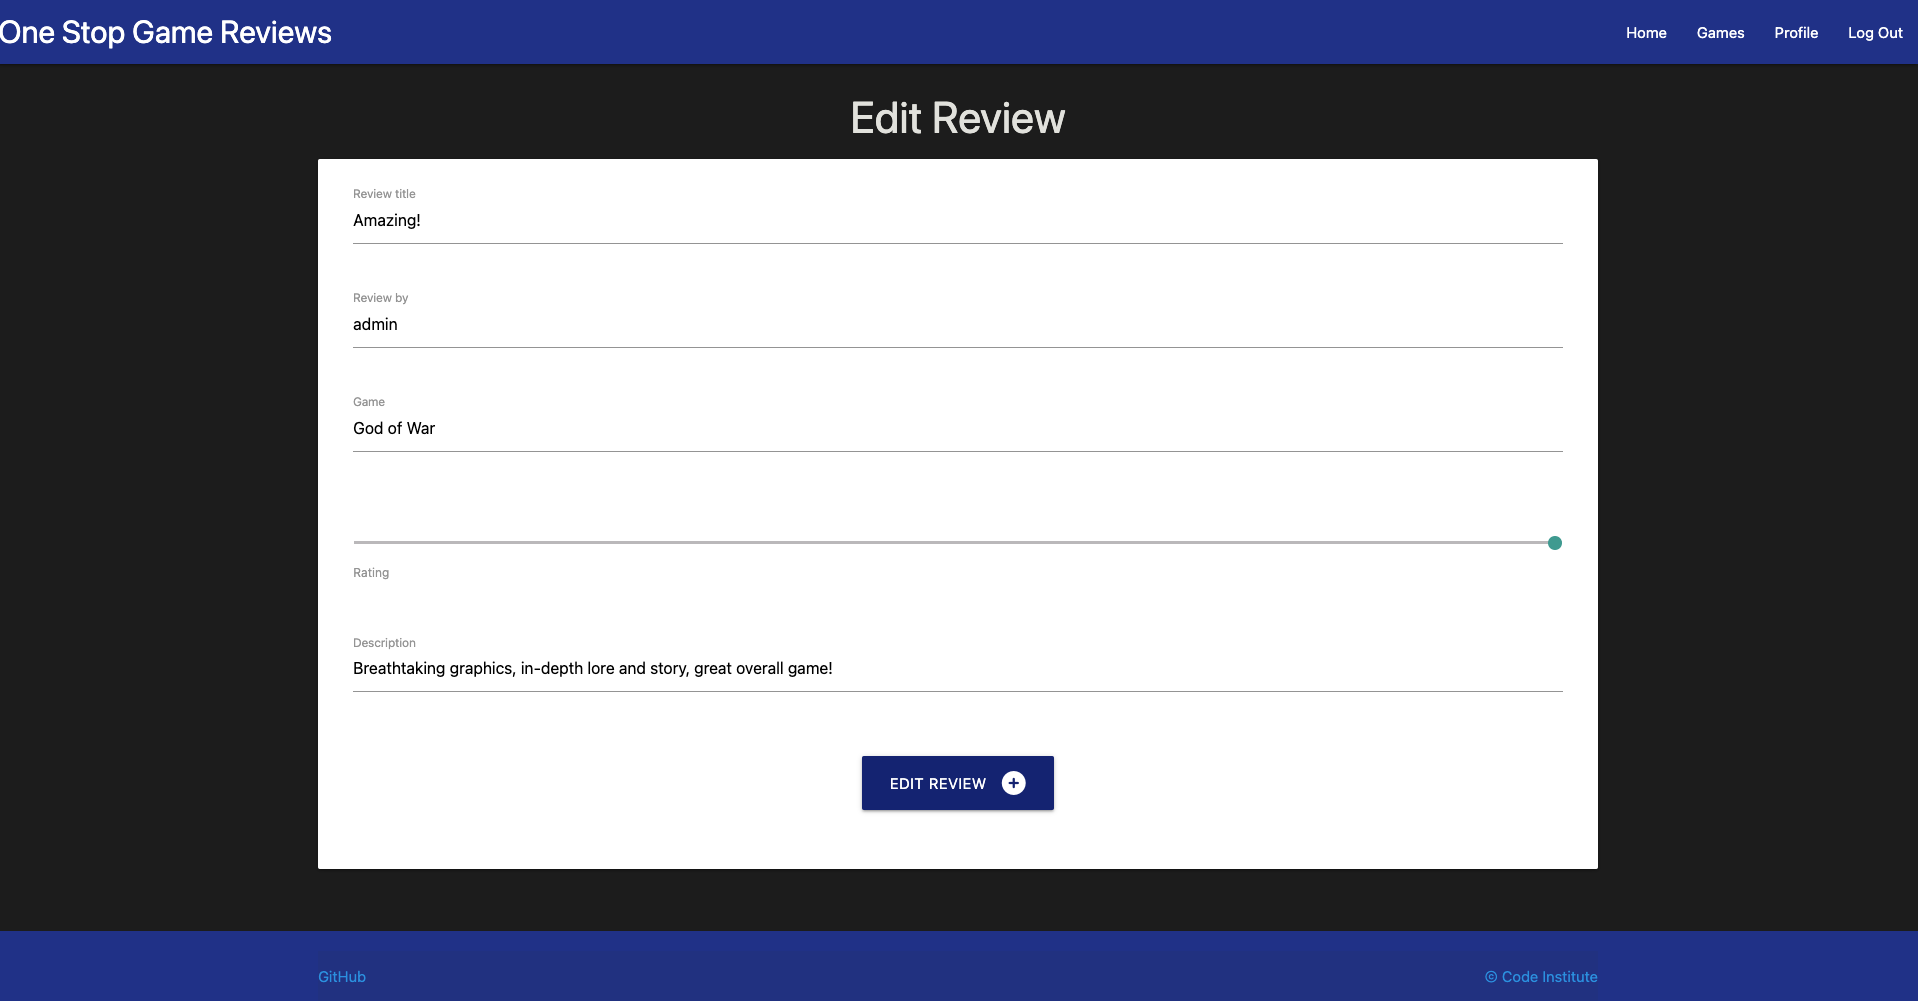 One Stop Game Reviews
Home Games Profile Log Out
Edit Review
Review title
Amazing!
Review by
admin
Game
God of War
Rating
Description
Breathtaking graphics, in-depth lore and story, great overall game!
EDIT REVIEW
GitHub
© Code Institute